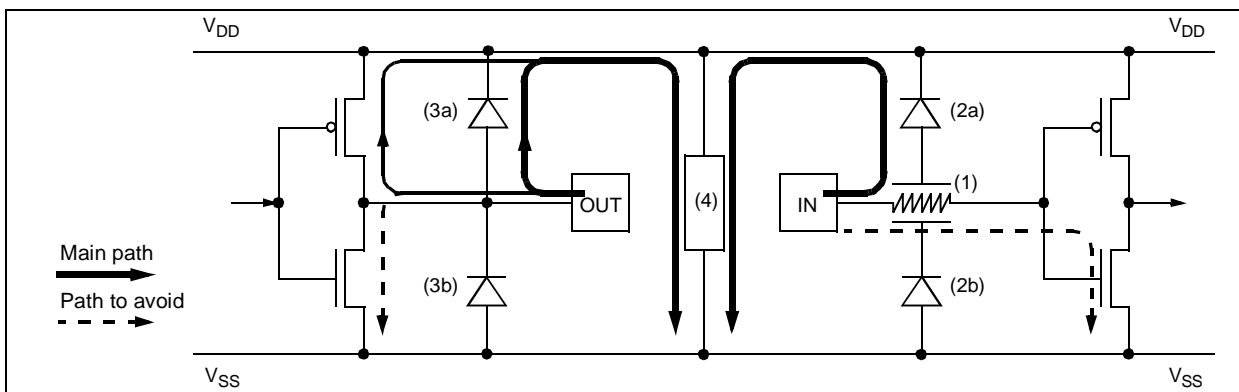 VDD
VDD
(3a)
(2a)
(1)
OUT
(4)
IN
Main path
Path to avoid
(3b)
(2b)
VSS
VSS